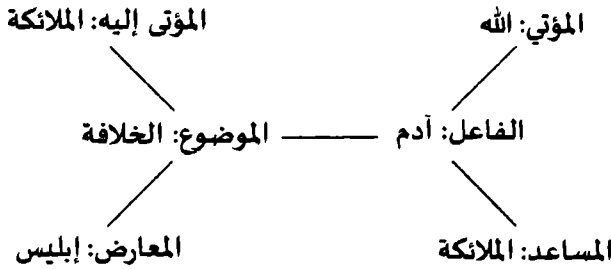 المؤتي: الله
المؤتى إليه: الملائكة
الفاعل: آدم
الموضوع: الخلافة
المساعد: الملائكة
المعارض: إبليس